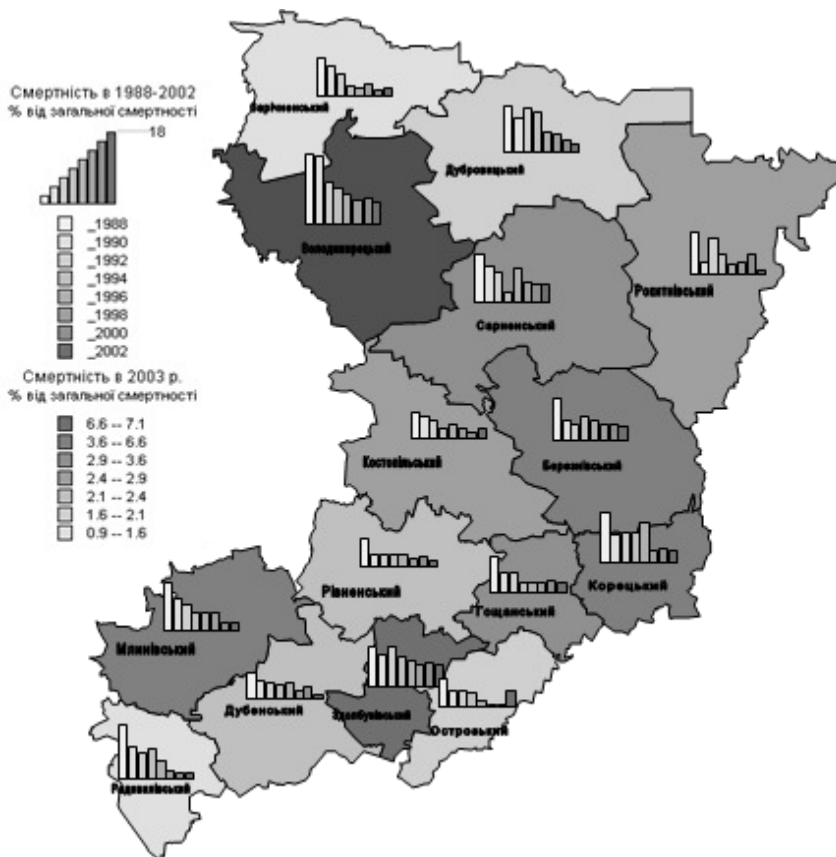 Смертність в 1988-2002
% від загальної смертності
18
_1988
_1990
_1992
_1994
_1996
_1998
_2000
_2002
Смертність в 2003 р.
% від загальної смертності
6.6 -- 7.1
3.6 -- 6.6
2.9 -- 3.6
2.4 -- 2.9
2.1 -- 2.4
1.6 -- 2.1
0.9 -- 1.6
Зарічненський
Дубровецький
Володимирецький
Рокитнівський
Сарненський
Костопільський
Березнівський
Рівненський
Гощанський
Корецький
Млинівський
Дубенський
Здолбунівський
Острозький
Радивилівський